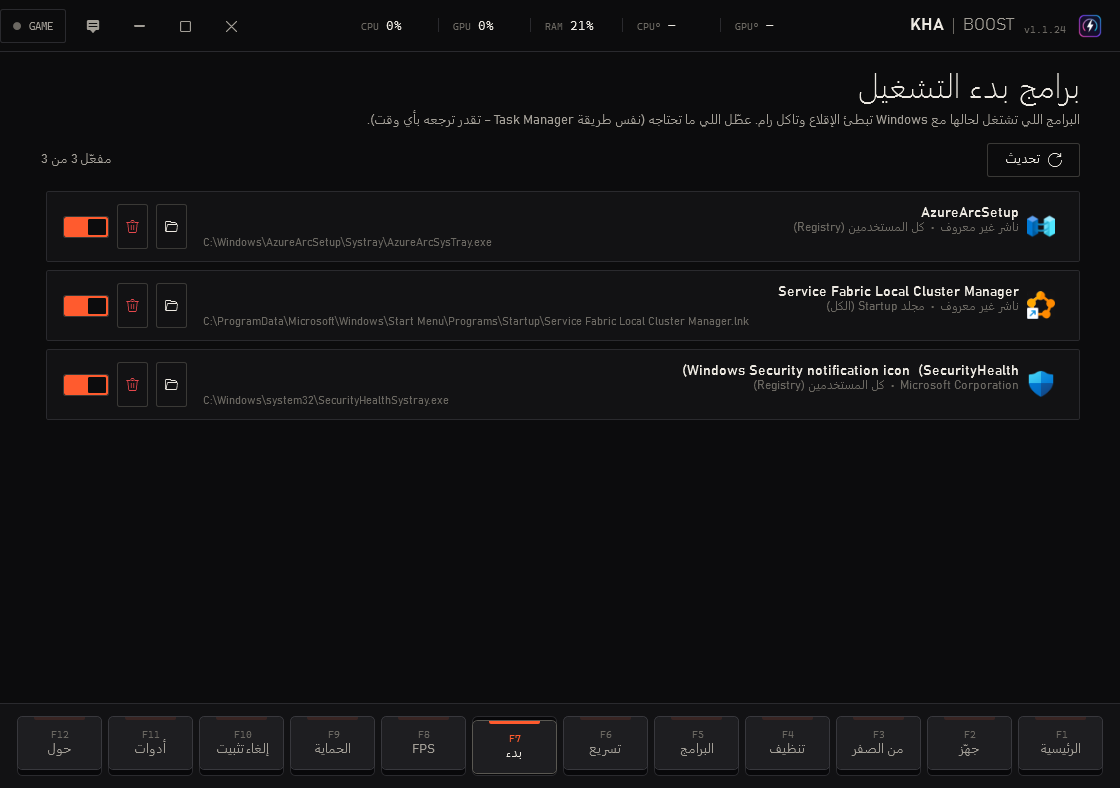 GAME
CPU 0%
GPU 0%
RAM 21%
CPU° —
GPU° —
KHA | BOOST v1.1.24
برامج بدء التشغيل
البرامج اللي تشتغل لحالها مع Windows تبطئ الإقلاع وتاكل رام. عطّل اللي ما تحتاجه (نفس طريقة Task Manager – تقدر ترجعه بأي وقت).
تحديث
مفعّل 3 من 3
AzureArcSetup
ناشر غير معروف • كل المستخدمين (Registry)
C:\Windows\AzureArcSetup\Systray\AzureArcSysTray.exe
Service Fabric Local Cluster Manager
ناشر غير معروف • مجلد Startup (الكل)
C:\ProgramData\Microsoft\Windows\Start Menu\Programs\Startup\Service Fabric Local Cluster Manager.lnk
(Windows Security notification icon (SecurityHealth
Microsoft Corporation • كل المستخدمين (Registry)
C:\Windows\system32\SecurityHealthSystray.exe
F1
الرئيسية
F2
جهّز
F3
من الصفر
F4
تنظيف
F5
البرامج
F6
تسريع
F7
بدء
F8
FPS
F9
الحماية
F10
إلغاء تثبيت
F11
أدوات
F12
حول